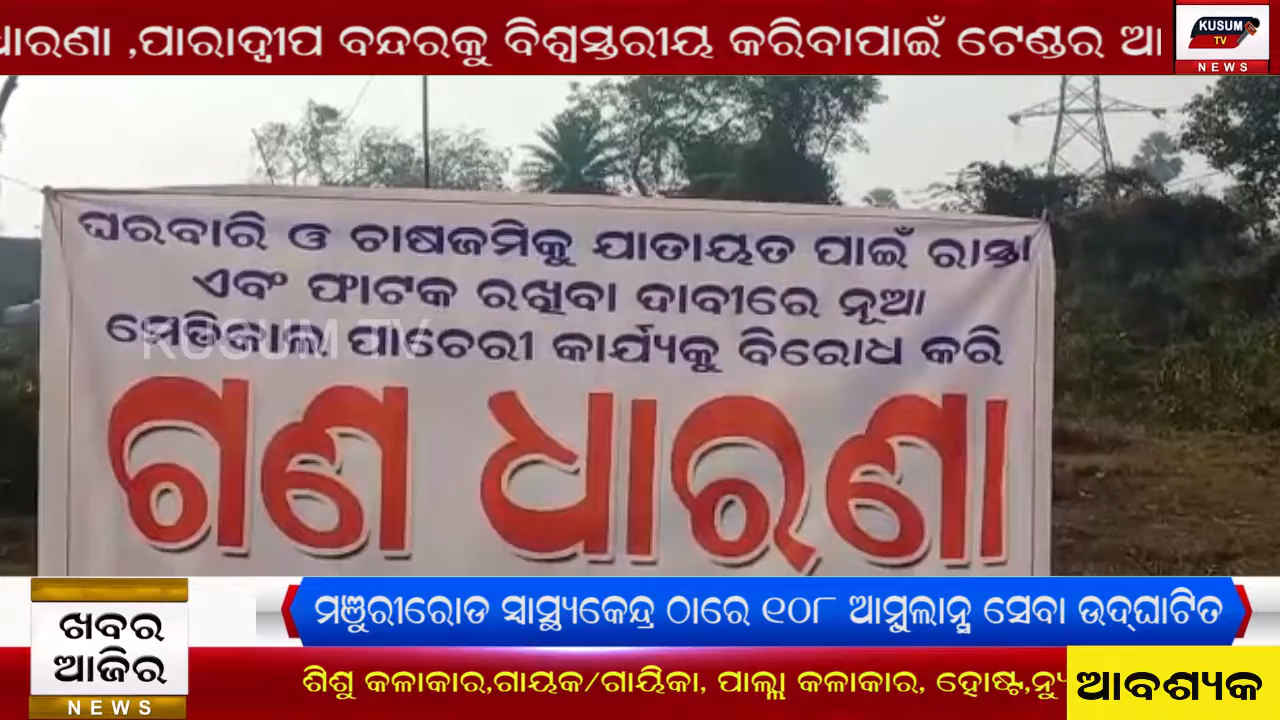 ଧାରଣା ,ପାରାଦ୍ଵୀପ ବନ୍ଦରକୁ ବିଶ୍ଵସ୍ତରୀୟ କରିବାପାଇଁ ଟେଣ୍ଡର ଆ
KUSUM
TV
NEWS
ଘରବାରି ଓ ଚାଷଜମିକୁ ଯାତାୟତ ପାଇଁ ରାସ୍ତା
ଏବଂ ଫାଟକ ରଖିବା ଦାବୀରେ ନୂଆ
ମେଡିକାଲ ପାଚେରୀ କାର୍ଯ୍ୟକୁ ବିରୋଧ କରି
KUSUM TV
ଗଣ ଧାରଣା
ଖବର
ଆଜିର
NEWS
ମଞ୍ଜୁରୀରୋଡ ସ୍ଵାସ୍ଥ୍ୟକେନ୍ଦ୍ର ଠାରେ ୧୦୮ ଆମ୍ବୁଲାନ୍ସ ସେବା ଉଦ୍‌ଘାଟିତ
ଶିଶୁ କଳାକାର,ଗାୟକ/ଗାୟିକା, ପାଲ୍ଲା କଳାକାର, ହୋଷ୍ଟ,ନ୍ୟୁ
ଆବଶ୍ୟକ